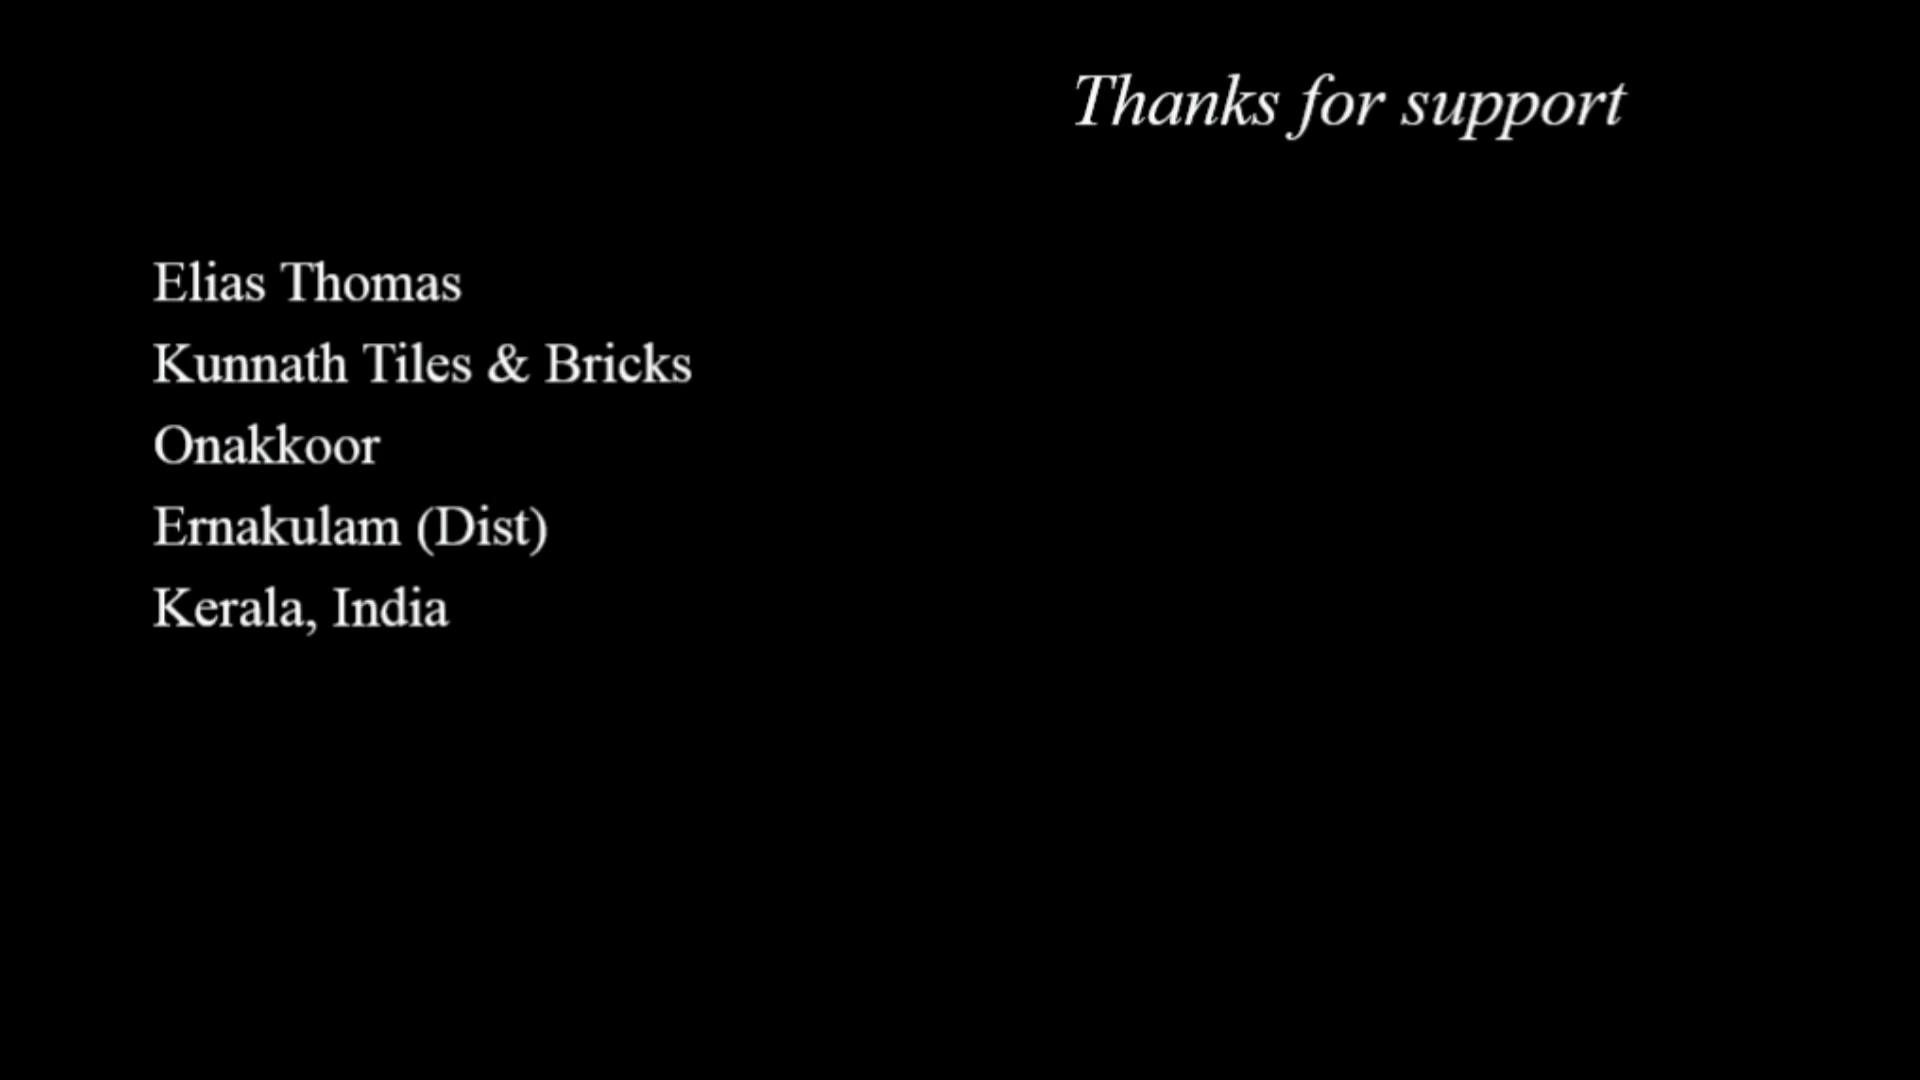 Thanks for support
Elias Thomas
Kunnath Tiles & Bricks
Onakkoor
Ernakulam (Dist)
Kerala, India